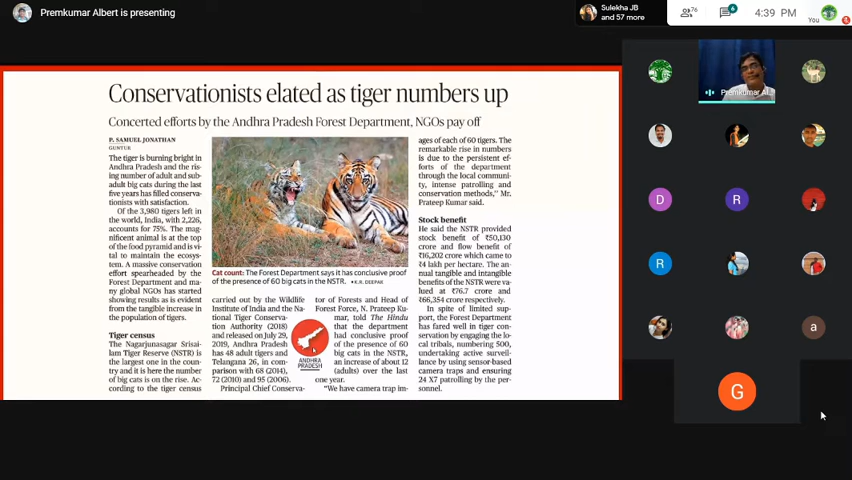 Premkumar Albert is presenting
Sulekha JB
and 57 more
76
6
4:39 PM
You
Conservationists elated as tiger numbers up
Concerted efforts by the Andhra Pradesh Forest Department, NGOs pay off
P. SAMUEL JONATHAN
GUNTUR
The tiger is burning bright in
Andhra Pradesh and the ris-
ing number of adult and sub-
adult big cats during the last
five years has filled conserva-
tionists with satisfaction.
Of the 3,980 tigers left in
the world, India, with 2,226,
accounts for 75%. The mag-
nificent animal is at the top
of the food pyramid and is vi-
tal to maintain the ecosys-
tem. A massive conservation
effort spearheaded by the
Forest Department and ma-
ny global NGOs has started
showing results as is evident
from the tangible increase in
the population of tigers.
Tiger census
The Nagarjunasagar Srisai-
lam Tiger Reserve (NSTR) is
the largest one in the coun-
try and it is here the number
of big cats is on the rise. Ac-
cording to the tiger census
Cat count: The Forest Department says it has conclusive proof
of the presence of 60 big cats in the NSTR. •K.R. DEEPAK
carried out by the Wildlife
Institute of India and the Na-
tional Tiger Conserv-
ation Authority (2018)
and released on July 29,
2019, Andhra Pradesh
has 48 adult tigers and
Telangana 26, in com-
parison with 68 (2014),
72 (2010) and 95 (2006).
Principal Chief Conserva-
ANDHRA
PRADESH
tor of Forests and Head of
Forest Force, N. Prateep Ku-
mar, told The Hindu
that the department
had conclusive proof
of the presence of 60
big cats in the NSTR,
an increase of about 12
(adults) over the last
one year.
“We have camera trap im-
ages of each of 60 tigers. The
remarkable rise in numbers
is due to the persistent ef-
forts of the department
through the local communi-
ty, intense patrolling and
conservation methods,” Mr.
Prateep Kumar said.
Stock benefit
He said the NSTR provided
stock benefit of ₹50,130
crore and flow benefit of
₹16,202 crore which came to
₹4 lakh per hectare. The an-
nual tangible and intangible
benefits of the NSTR were va-
lued at ₹76.7 crore and
₹66,354 crore respectively.
In spite of limited sup-
port, the Forest Department
has fared well in tiger con-
servation by engaging the lo-
cal tribals, numbering 500,
undertaking active surveil-
lance by using sensor-based
camera traps and ensuring
24 X7 patrolling by the per-
sonnel.
Premkumar Al...
D
R
R
a
G